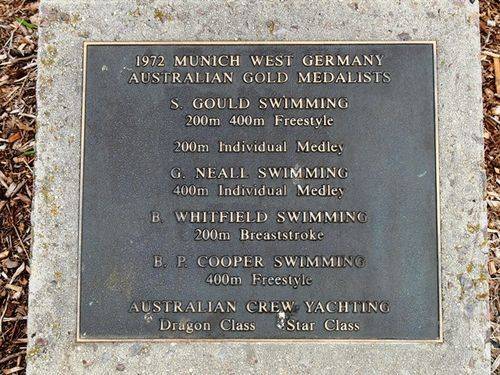 1972 MUNICH WEST GERMANY
AUSTRALIAN GOLD MEDALISTS
S. GOULD SWIMMING
200m 400m Freestyle
200m Individual Medley
G. NEALL SWIMMING
400m Individual Medley
B. WHITFIELD SWIMMING
200m Breaststroke
B. P. COOPER SWIMMING
400m Freestyle
AUSTRALIAN CREW YACHTING
Dragon Class Star Class